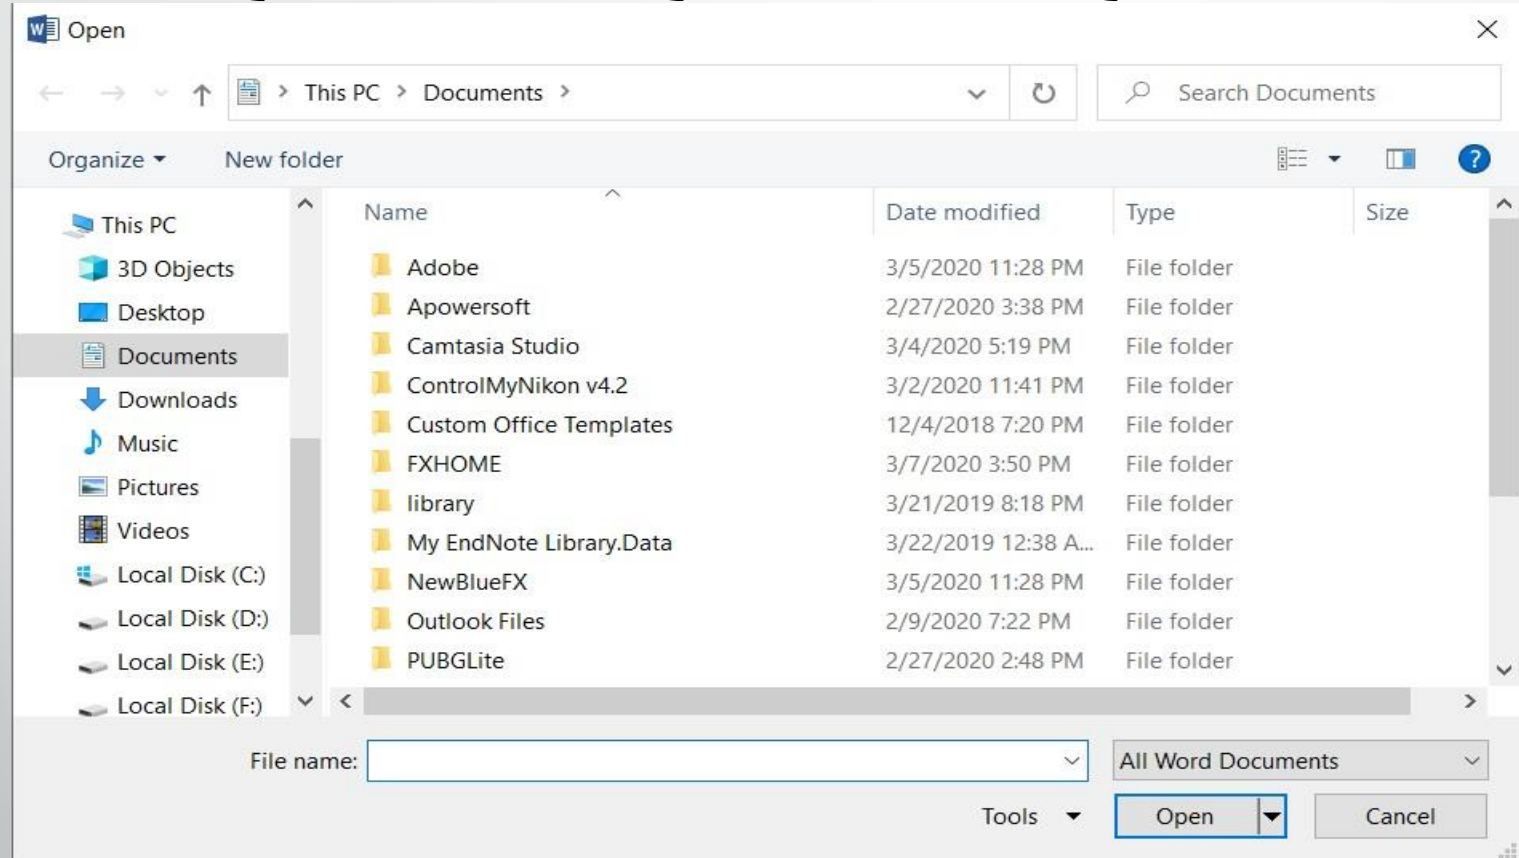 Open
This PC > Documents >
Search Documents
Organize New folder
?
Name Date modified Type Size
This PC
3D Objects
Desktop
Documents
Downloads
Music
Pictures
Videos
Local Disk (C:)
Local Disk (D:)
Local Disk (E:)
Local Disk (F:)
Adobe 3/5/2020 11:28 PM File folder
Apowersoft 2/27/2020 3:38 PM File folder
Camtasia Studio 3/4/2020 5:19 PM File folder
ControlMyNikon v4.2 3/2/2020 11:41 PM File folder
Custom Office Templates 12/4/2018 7:20 PM File folder
FXHOME 3/7/2020 3:50 PM File folder
library 3/21/2019 8:18 PM File folder
My EndNote Library.Data 3/22/2019 12:38 A... File folder
NewBlueFX 3/5/2020 11:28 PM File folder
Outlook Files 2/9/2020 7:22 PM File folder
PUBGLite 2/27/2020 2:48 PM File folder
File name: All Word Documents
Tools Open Cancel